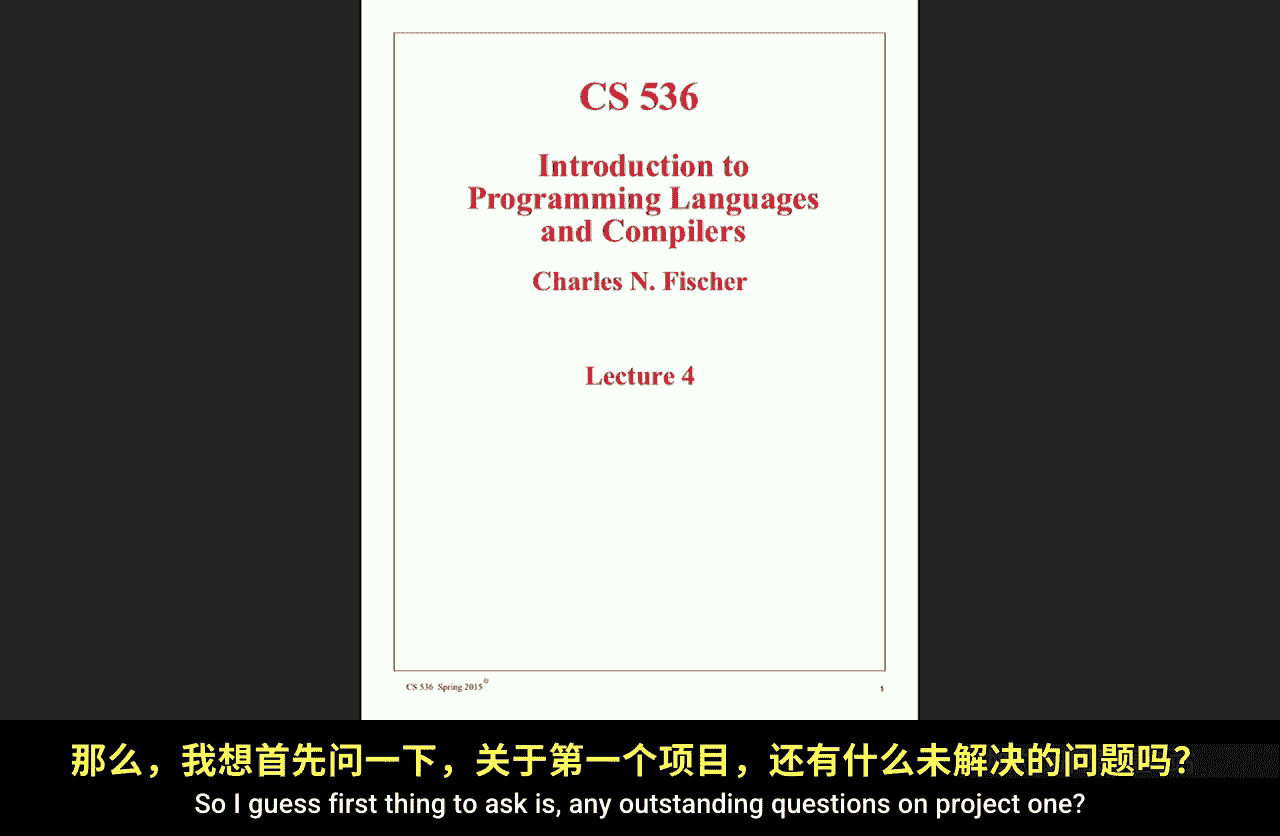 CS 536
Introduction to
Programming Languages
and Compilers
Charles N. Fischer
Lecture 4
CS 536 Spring 2015©
1
那么，我想首先问一下，关于第一个项目，还有什么未解决的问题吗？
So I guess first thing to ask is, any outstanding questions on project one?